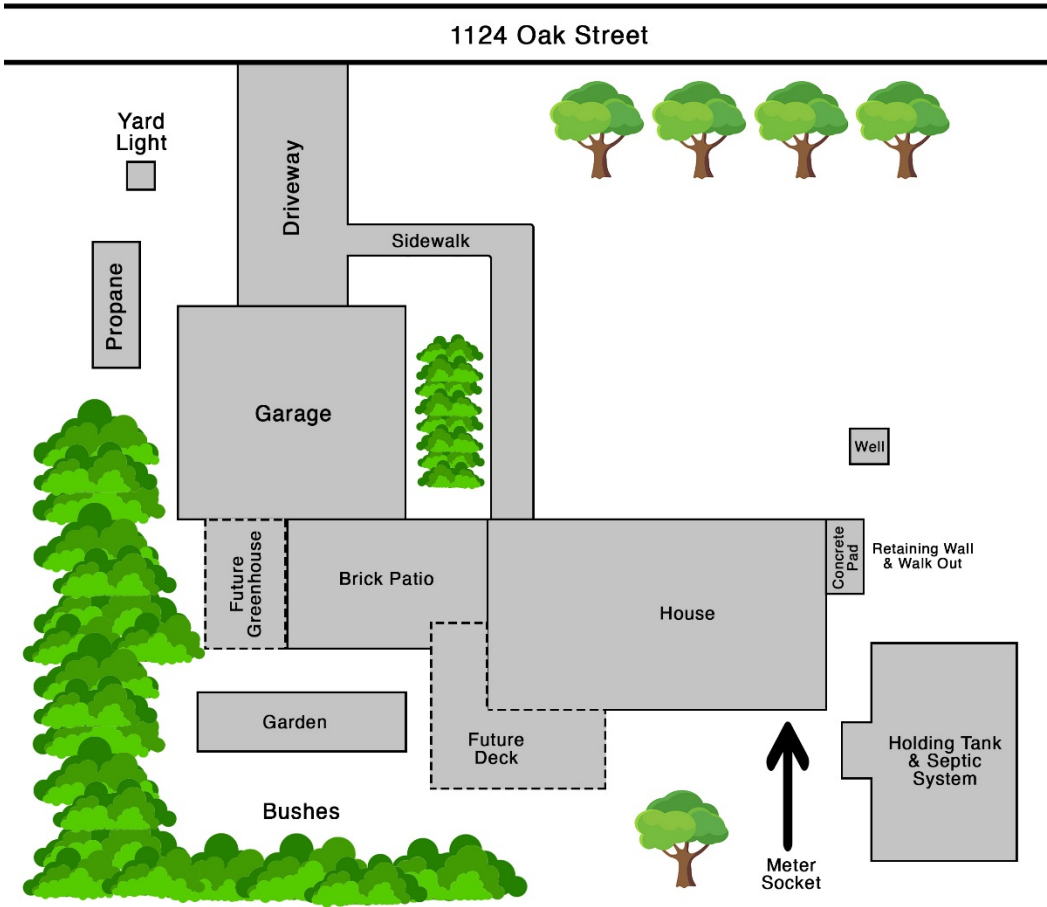 1124 Oak Street
Yard
Light
Driveway
Sidewalk
Propane
Garage
Well
Future
Greenhouse
Brick Patio
House
Concrete
Pad
Retaining Wall
& Walk Out
Garden
Future
Deck
Holding Tank
& Septic
System
Bushes
Meter
Socket